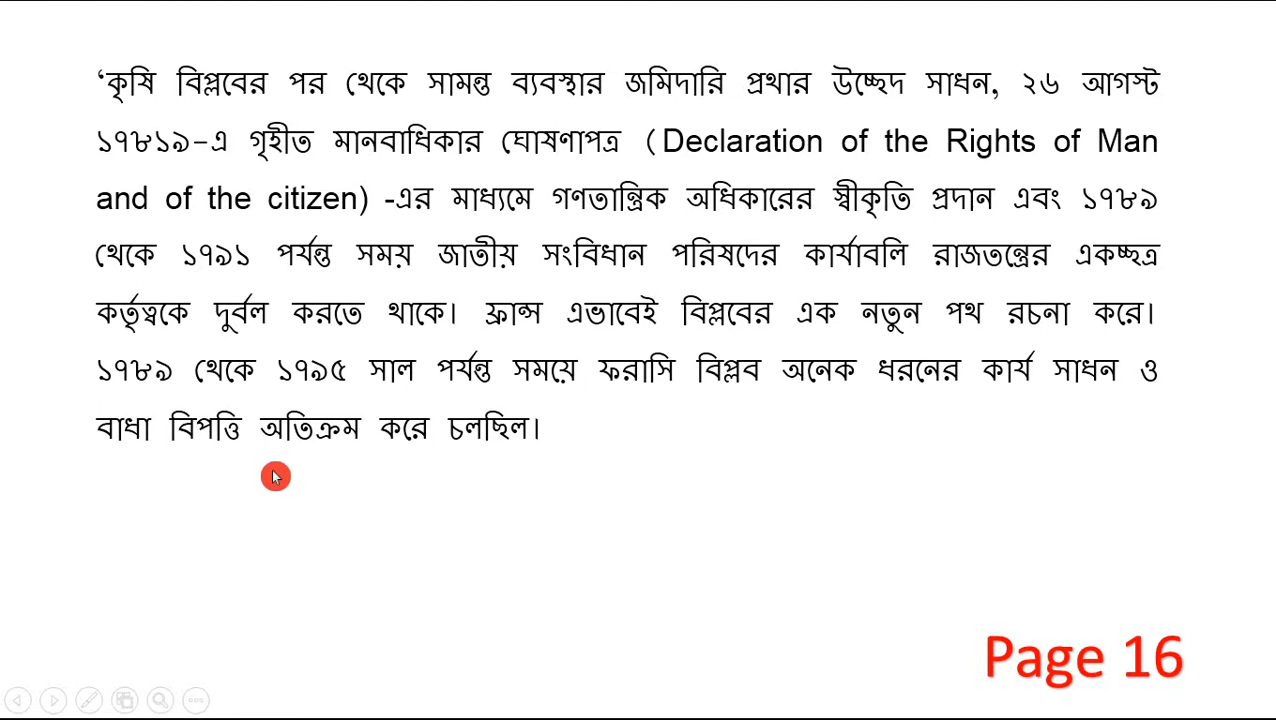 ‘কৃষি বিপ্লবের পর থেকে সামন্ত ব্যবস্থার জমিদারি প্রথার উচ্ছেদ সাধন, ২৬ আগস্ট
১৭৮১৯–এ গৃহীত মানবাধিকার ঘোষণাপত্র (Declaration of the Rights of Man
and of the citizen) -এর মাধ্যমে গণতান্ত্রিক অধিকারের স্বীকৃতি প্রদান এবং ১৭৮৯
থেকে ১৭৯১ পর্যন্ত সময় জাতীয় সংবিধান পরিষদের কার্যাবলি রাজতন্ত্রের একচ্ছত্র
কর্তৃত্বকে দুর্বল করতে থাকে। ফ্রান্স এভাবেই বিপ্লবের এক নতুন পথ রচনা করে।
১৭৮৯ থেকে ১৭৯৫ সাল পর্যন্ত সময়ে ফরাসি বিপ্লব অনেক ধরনের কার্য সাধন ও
বাধা বিপত্তি অতিক্রম করে চলছিল।
Page 16